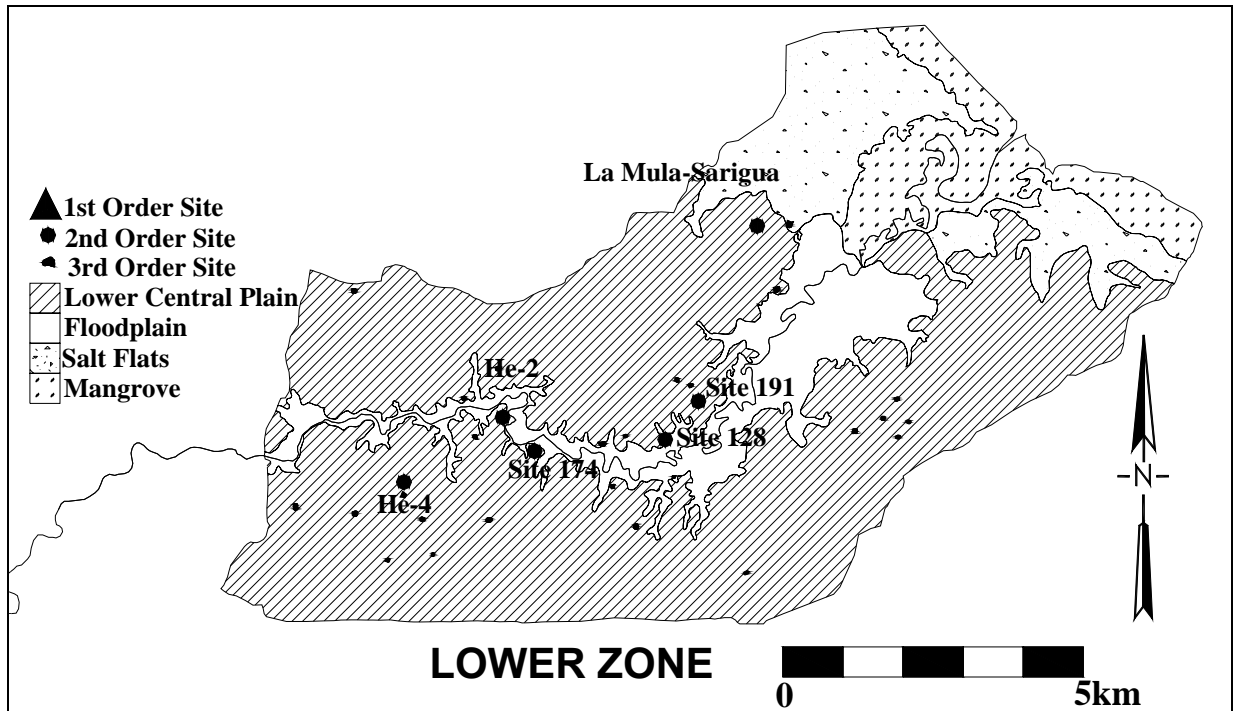 La Mula-Sarigua
1st Order Site
2nd Order Site
3rd Order Site
Lower Central Plain
Floodplain
Salt Flats
Mangrove
He-2
Site 191
Site 128
Site 174
He-4
N
LOWER ZONE
0 5km